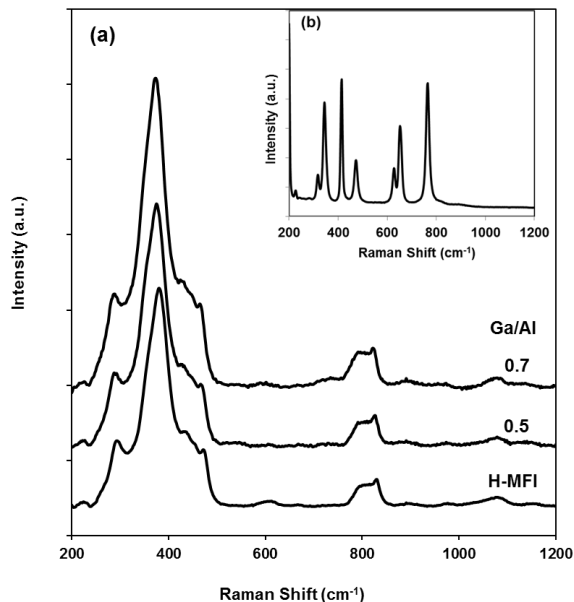 (a)
(b)
Intensity (a.u.)
200 400 600 800 1000 1200
Raman Shift (cm-1)
Intensity (a.u.)
Ga/Al
0.7
0.5
H-MFI
200 400 600 800 1000 1200
Raman Shift (cm-1)